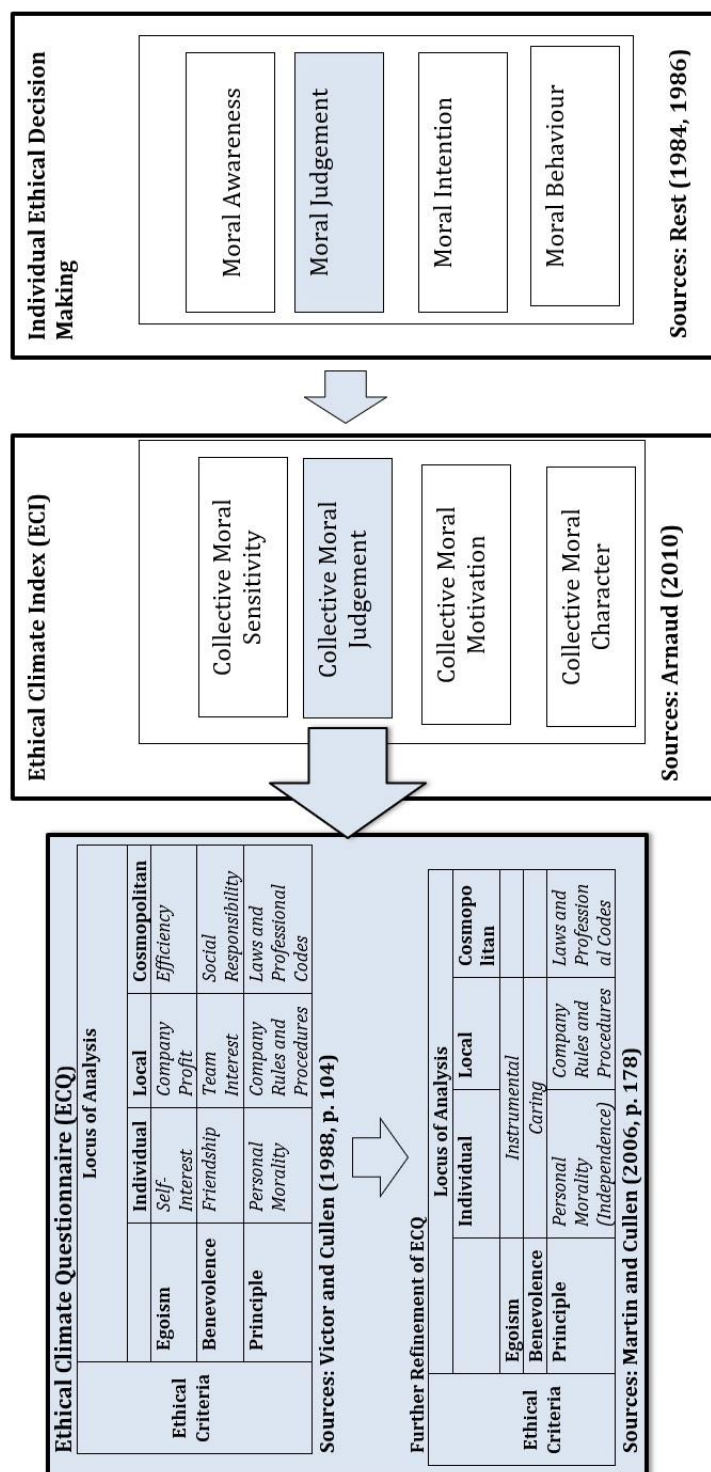 Ethical Climate Questionnaire (ECQ)
Locus of Analysis
Individual Local Cosmopolitan
Ethical
Criteria
Egoism Self-
Interest Company
Profit Efficiency
Benevolence Friendship Team
Interest Social
Responsibility
Principle Personal
Morality Company
Rules and
Procedures Laws and
Professional
Codes
Sources: Victor and Cullen (1988, p. 104)
Further Refinement of ECQ
Locus of Analysis
Individual Local Cosmopo
litan
Ethical
Criteria
Egoism Instrumental
Benevolence Caring
Principle Personal
Morality
(Independence) Company
Rules and
Procedures Laws and
Profession
al Codes
Sources: Martin and Cullen (2006, p. 178)
Ethical Climate Index (ECI)
Collective Moral
Sensitivity
Collective Moral
Judgement
Collective Moral
Motivation
Collective Moral
Character
Sources: Arnaud (2010)
Individual Ethical Decision
Making
Moral Awareness
Moral Judgement
Moral Intention
Moral Behaviour
Sources: Rest (1984, 1986)